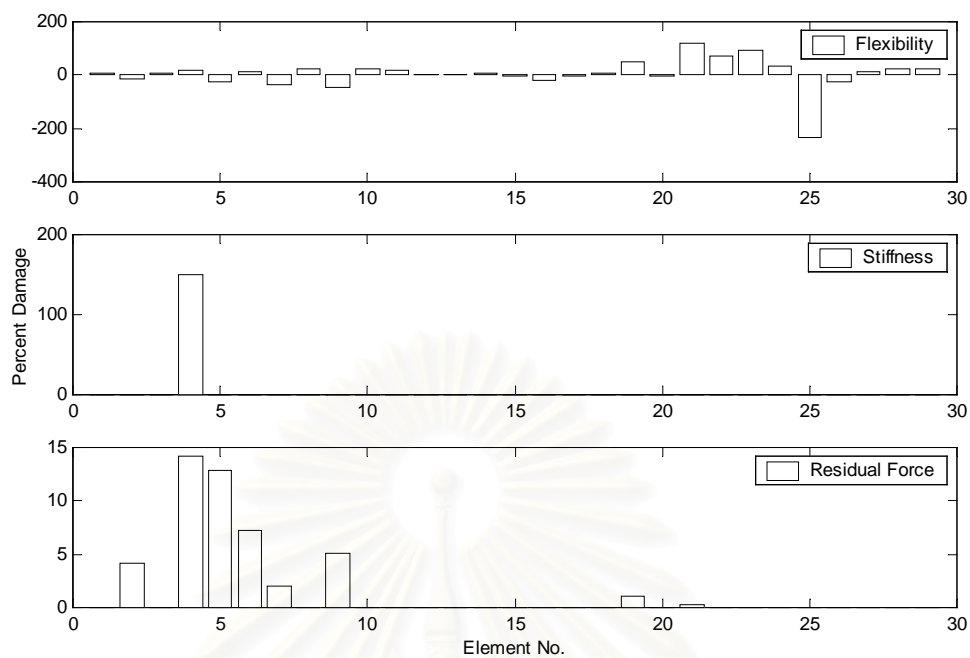 200
0
-200
-400
Flexibility
0 5 10 15 20 25 30
200
100
0
Stiffness
0 5 10 15 20 25 30
Percent Damage
15
10
5
0
Residual Force
0 5 10 15 20 25 30
Element No.